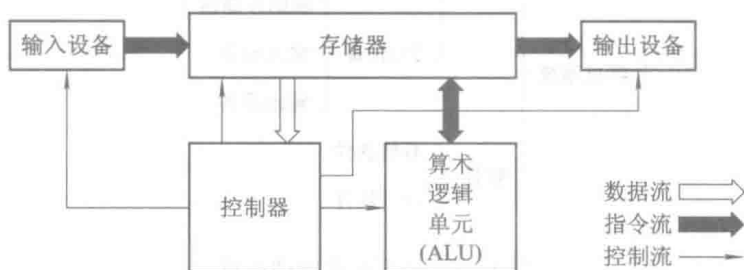 输入设备
存储器
输出设备
控制器
算术
逻辑
单元
(ALU)
数据流
指令流
控制流